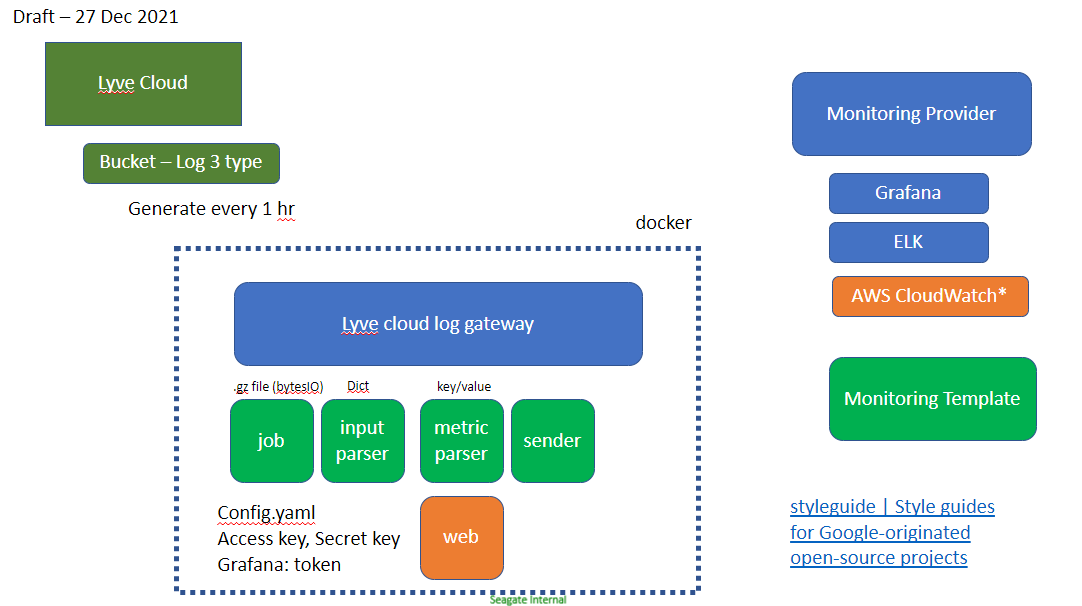 Draft – 27 Dec 2021
Lyve Cloud
Bucket – Log 3 type
Generate every 1 hr
docker
Lyve cloud log gateway
.gz file (bytesIO)
Dict
key/value
job
input
parser
metric
parser
sender
Config.yaml
Access key, Secret key
Grafana: token
web
Seagate Internal
Monitoring Provider
Grafana
ELK
AWS CloudWatch*
Monitoring Template
styleguide | Style guides
for Google-originated
open-source projects